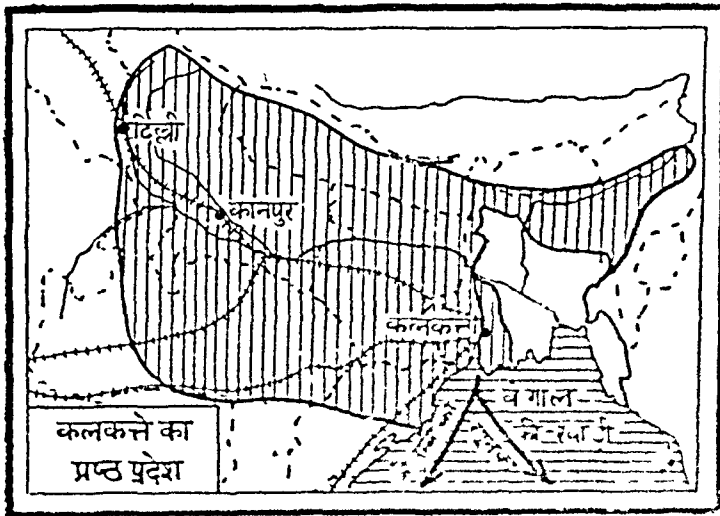 दिल्ली
कानपुर
कलकत्ता
बंगाल
की खाड़ी
कलकत्ते का
प्रष्ठ प्रदेश